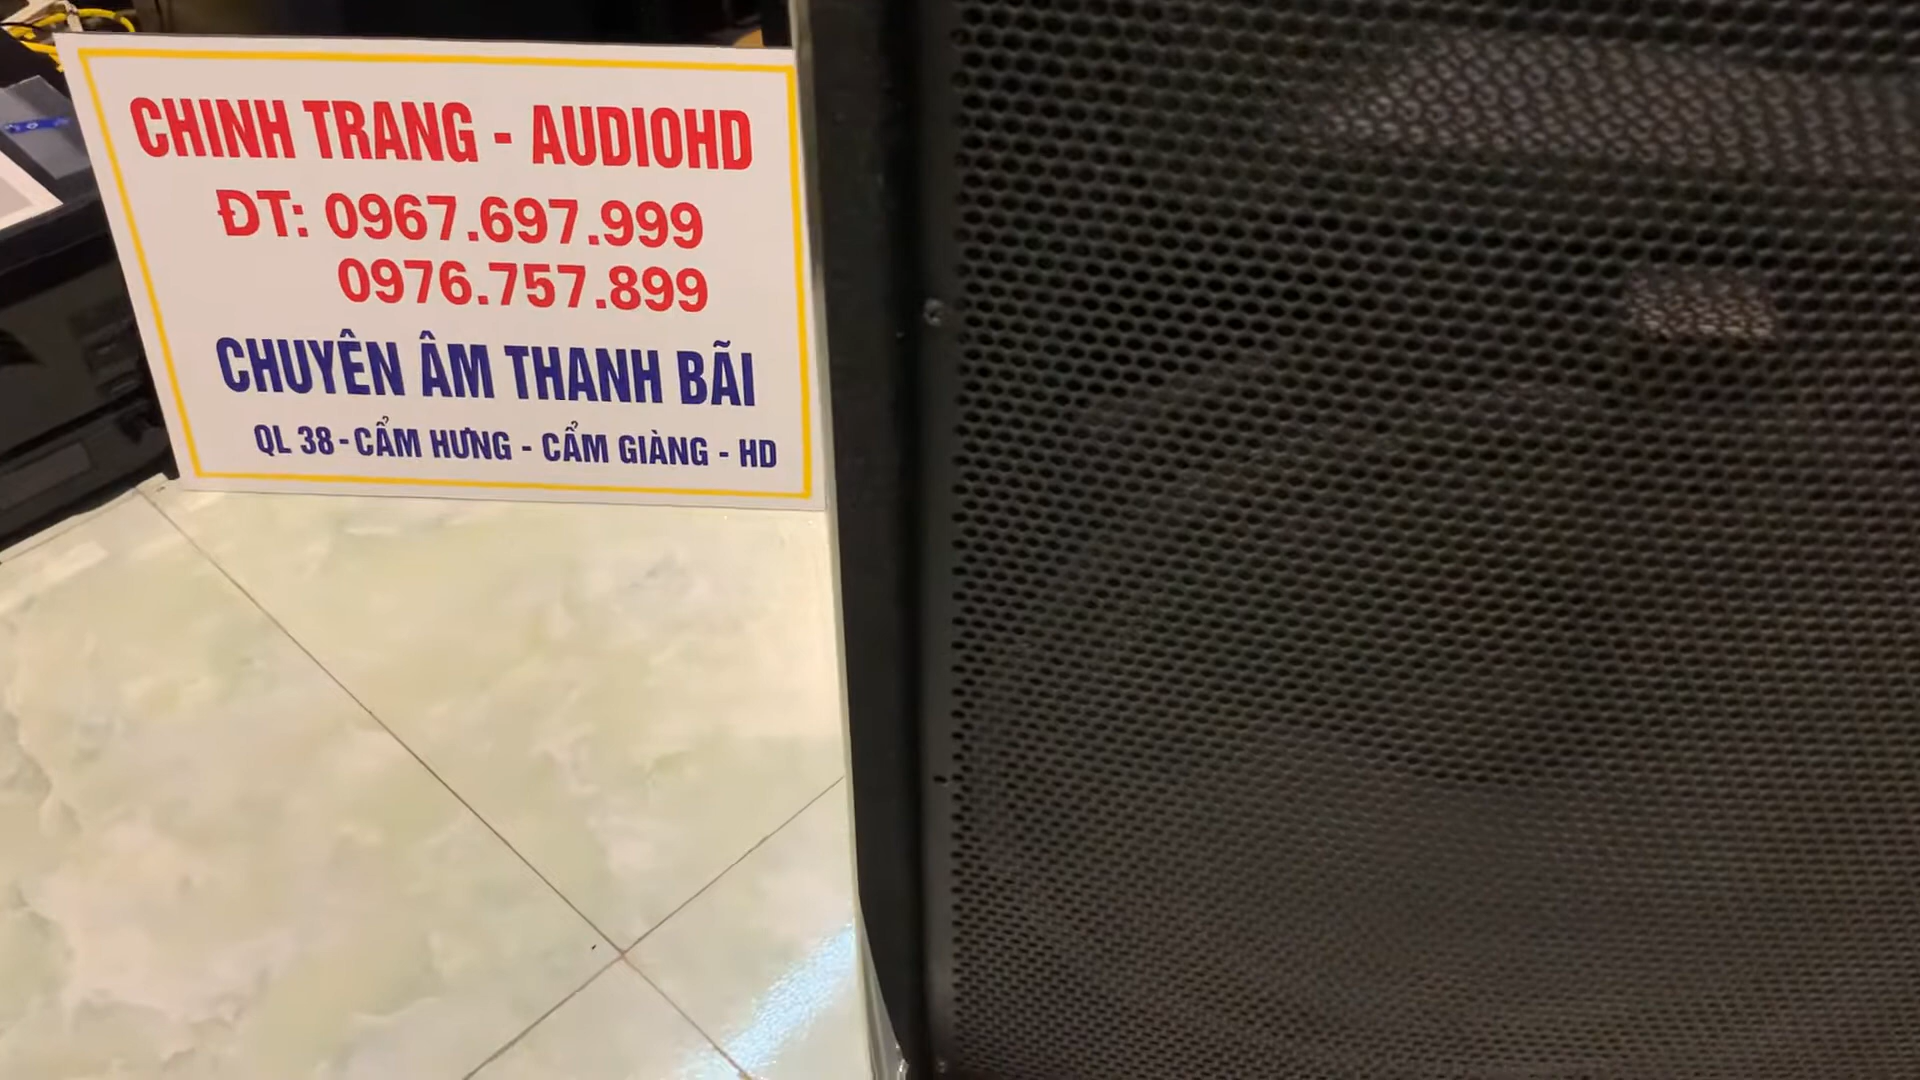 CHINH TRANG - AUDIOHD
ĐT: 0967.697.999
0976.757.899
CHUYÊN ÂM THANH BÃI
QL 38 - CẨM HƯNG - CẨM GIÀNG - HD